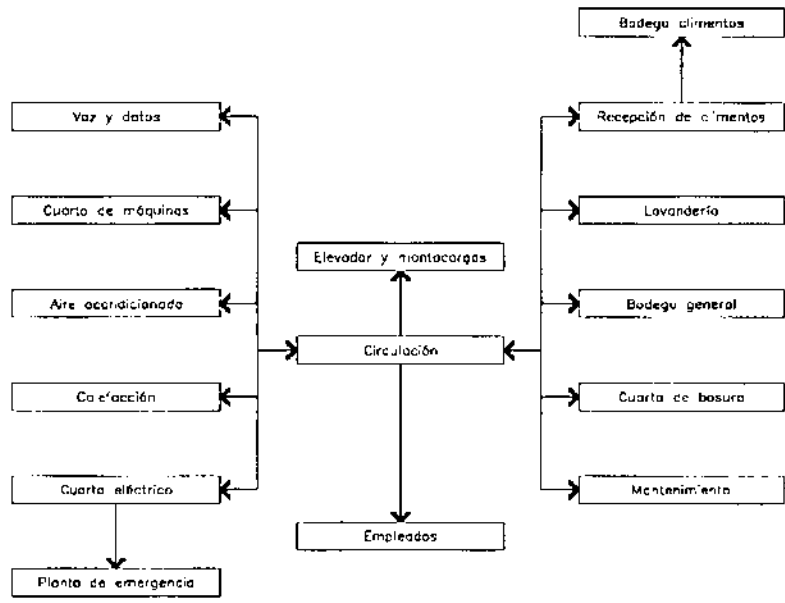 Bodega alimentos
Voz y datos
Recepción de alimentos
Cuarto de máquinas
Lavandería
Elevador y montacargas
Aire acondicionado
Bodega general
Circulación
Calefacción
Cuarto de basura
Cuarto eléctrico
Mantenimiento
Empleados
Planta de emergencia